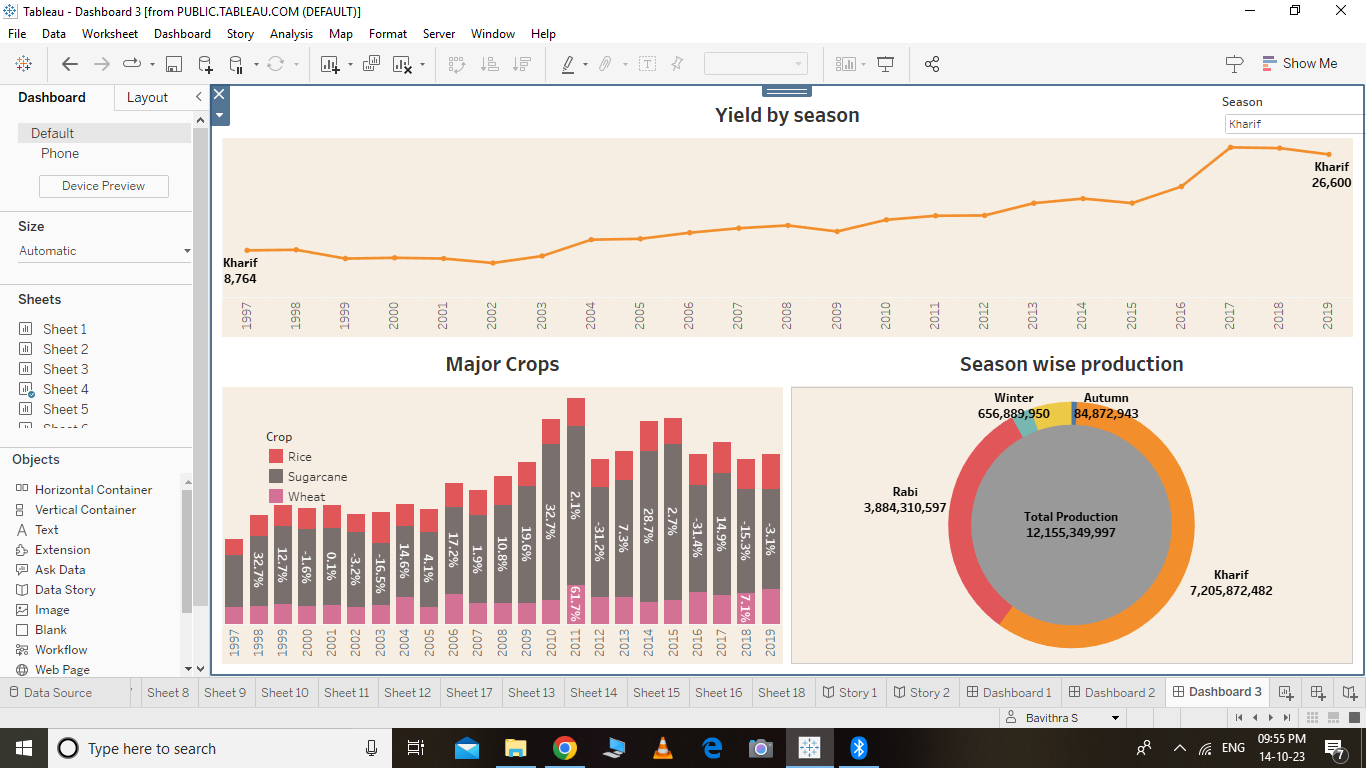 Tableau - Dashboard 3 [from PUBLIC.TABLEAU.COM (DEFAULT)]
File Data Worksheet Dashboard Story Analysis Map Format Server Window Help
Show Me
Dashboard Layout
Default
Phone
Device Preview
Size
Automatic
Sheets
Sheet 1
Sheet 2
Sheet 3
Sheet 4
Sheet 5
Objects
Horizontal Container
Vertical Container
Text
Extension
Ask Data
Data Story
Image
Blank
Workflow
Web Page
Yield by season
Season
Kharif
Kharif
8,764
Kharif
26,600
1997 1998 1999 2000 2001 2002 2003 2004 2005 2006 2007 2008 2009 2010 2011 2012 2013 2014 2015 2016 2017 2018 2019
Major Crops
Crop
Rice
Sugarcane
Wheat
32.7% 12.7% -1.6% 0.1% -3.2% -16.5% 14.6% 4.1% 17.2% 1.9% 10.8% 19.6% 32.7% 2.1% -31.2% 7.3% 28.7% 2.7% -31.4% 14.9% -15.3% -3.1%
61.7% 7.1%
1997 1998 1999 2000 2001 2002 2003 2004 2005 2006 2007 2008 2009 2010 2011 2012 2013 2014 2015 2016 2017 2018 2019
Season wise production
Winter
656,889,950
Autumn
84,872,943
Rabi
3,884,310,597
Total Production
12,155,349,997
Kharif
7,205,872,482
Data Source Sheet 8 Sheet 9 Sheet 10 Sheet 11 Sheet 12 Sheet 17 Sheet 13 Sheet 14 Sheet 15 Sheet 16 Sheet 18 Story 1 Story 2 Dashboard 1 Dashboard 2 Dashboard 3
Bavithra S
Type here to search
ENG
09:55 PM
14-10-23
7